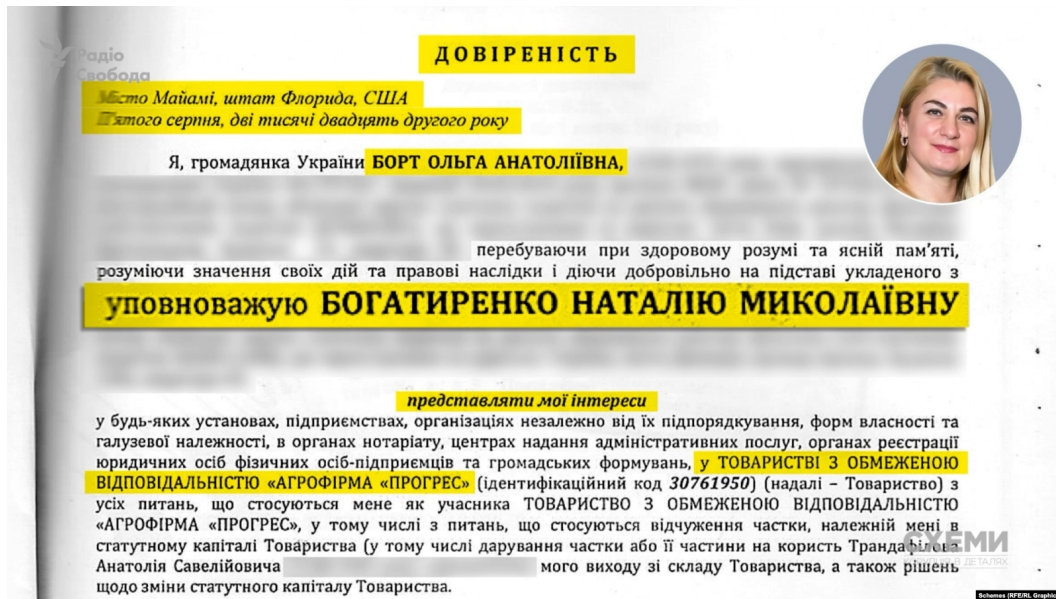 Радіо
Свобода
ДОВІРЕНІСТЬ
Місто Майамі, штат Флорида, США
П'ятого серпня, дві тисячі двадцять другого року
Я, громадянка України БОРТ ОЛЬГА АНАТОЛІЇВНА,
перебуваючи при здоровому розумі та ясній пам'яті,
розуміючи значення своїх дій та правові наслідки і діючи добровільно на підставі укладеного з
уповноважую БОГАТИРЕНКО НАТАЛІЮ МИКОЛАЇВНУ
представляти мої інтереси
у будь-яких установах, підприємствах, організаціях незалежно від їх підпорядкування, форм власності та
галузевої належності, в органах нотаріату, центрах надання адміністративних послуг, органах реєстрації
юридичних осіб фізичних осіб-підприємців та громадських формувань, у ТОВАРИСТВІ З ОБМЕЖЕНОЮ
ВІДПОВІДАЛЬНІСТЮ «АГРОФІРМА «ПРОГРЕС» (ідентифікаційний код 30761950) (надалі – Товариство) з
усіх питань, що стосуються мене як учасника ТОВАРИСТВО З ОБМЕЖЕНОЮ ВІДПОВІДАЛЬНІСТЮ
«АГРОФІРМА «ПРОГРЕС», у тому числі з питань, що стосуються відчуження частки, належній мені в
статутному капіталі Товариства (у тому числі дарування частки або її частини на користь Трандафілова
Анатолія Савелійовича мого виходу зі складу Товариства, а також рішень
щодо зміни статутного капіталу Товариства.
СХЕМИ
КОРУПЦІЯ В ДЕТАЛЯХ
Schemes (RFE/RL Graphic